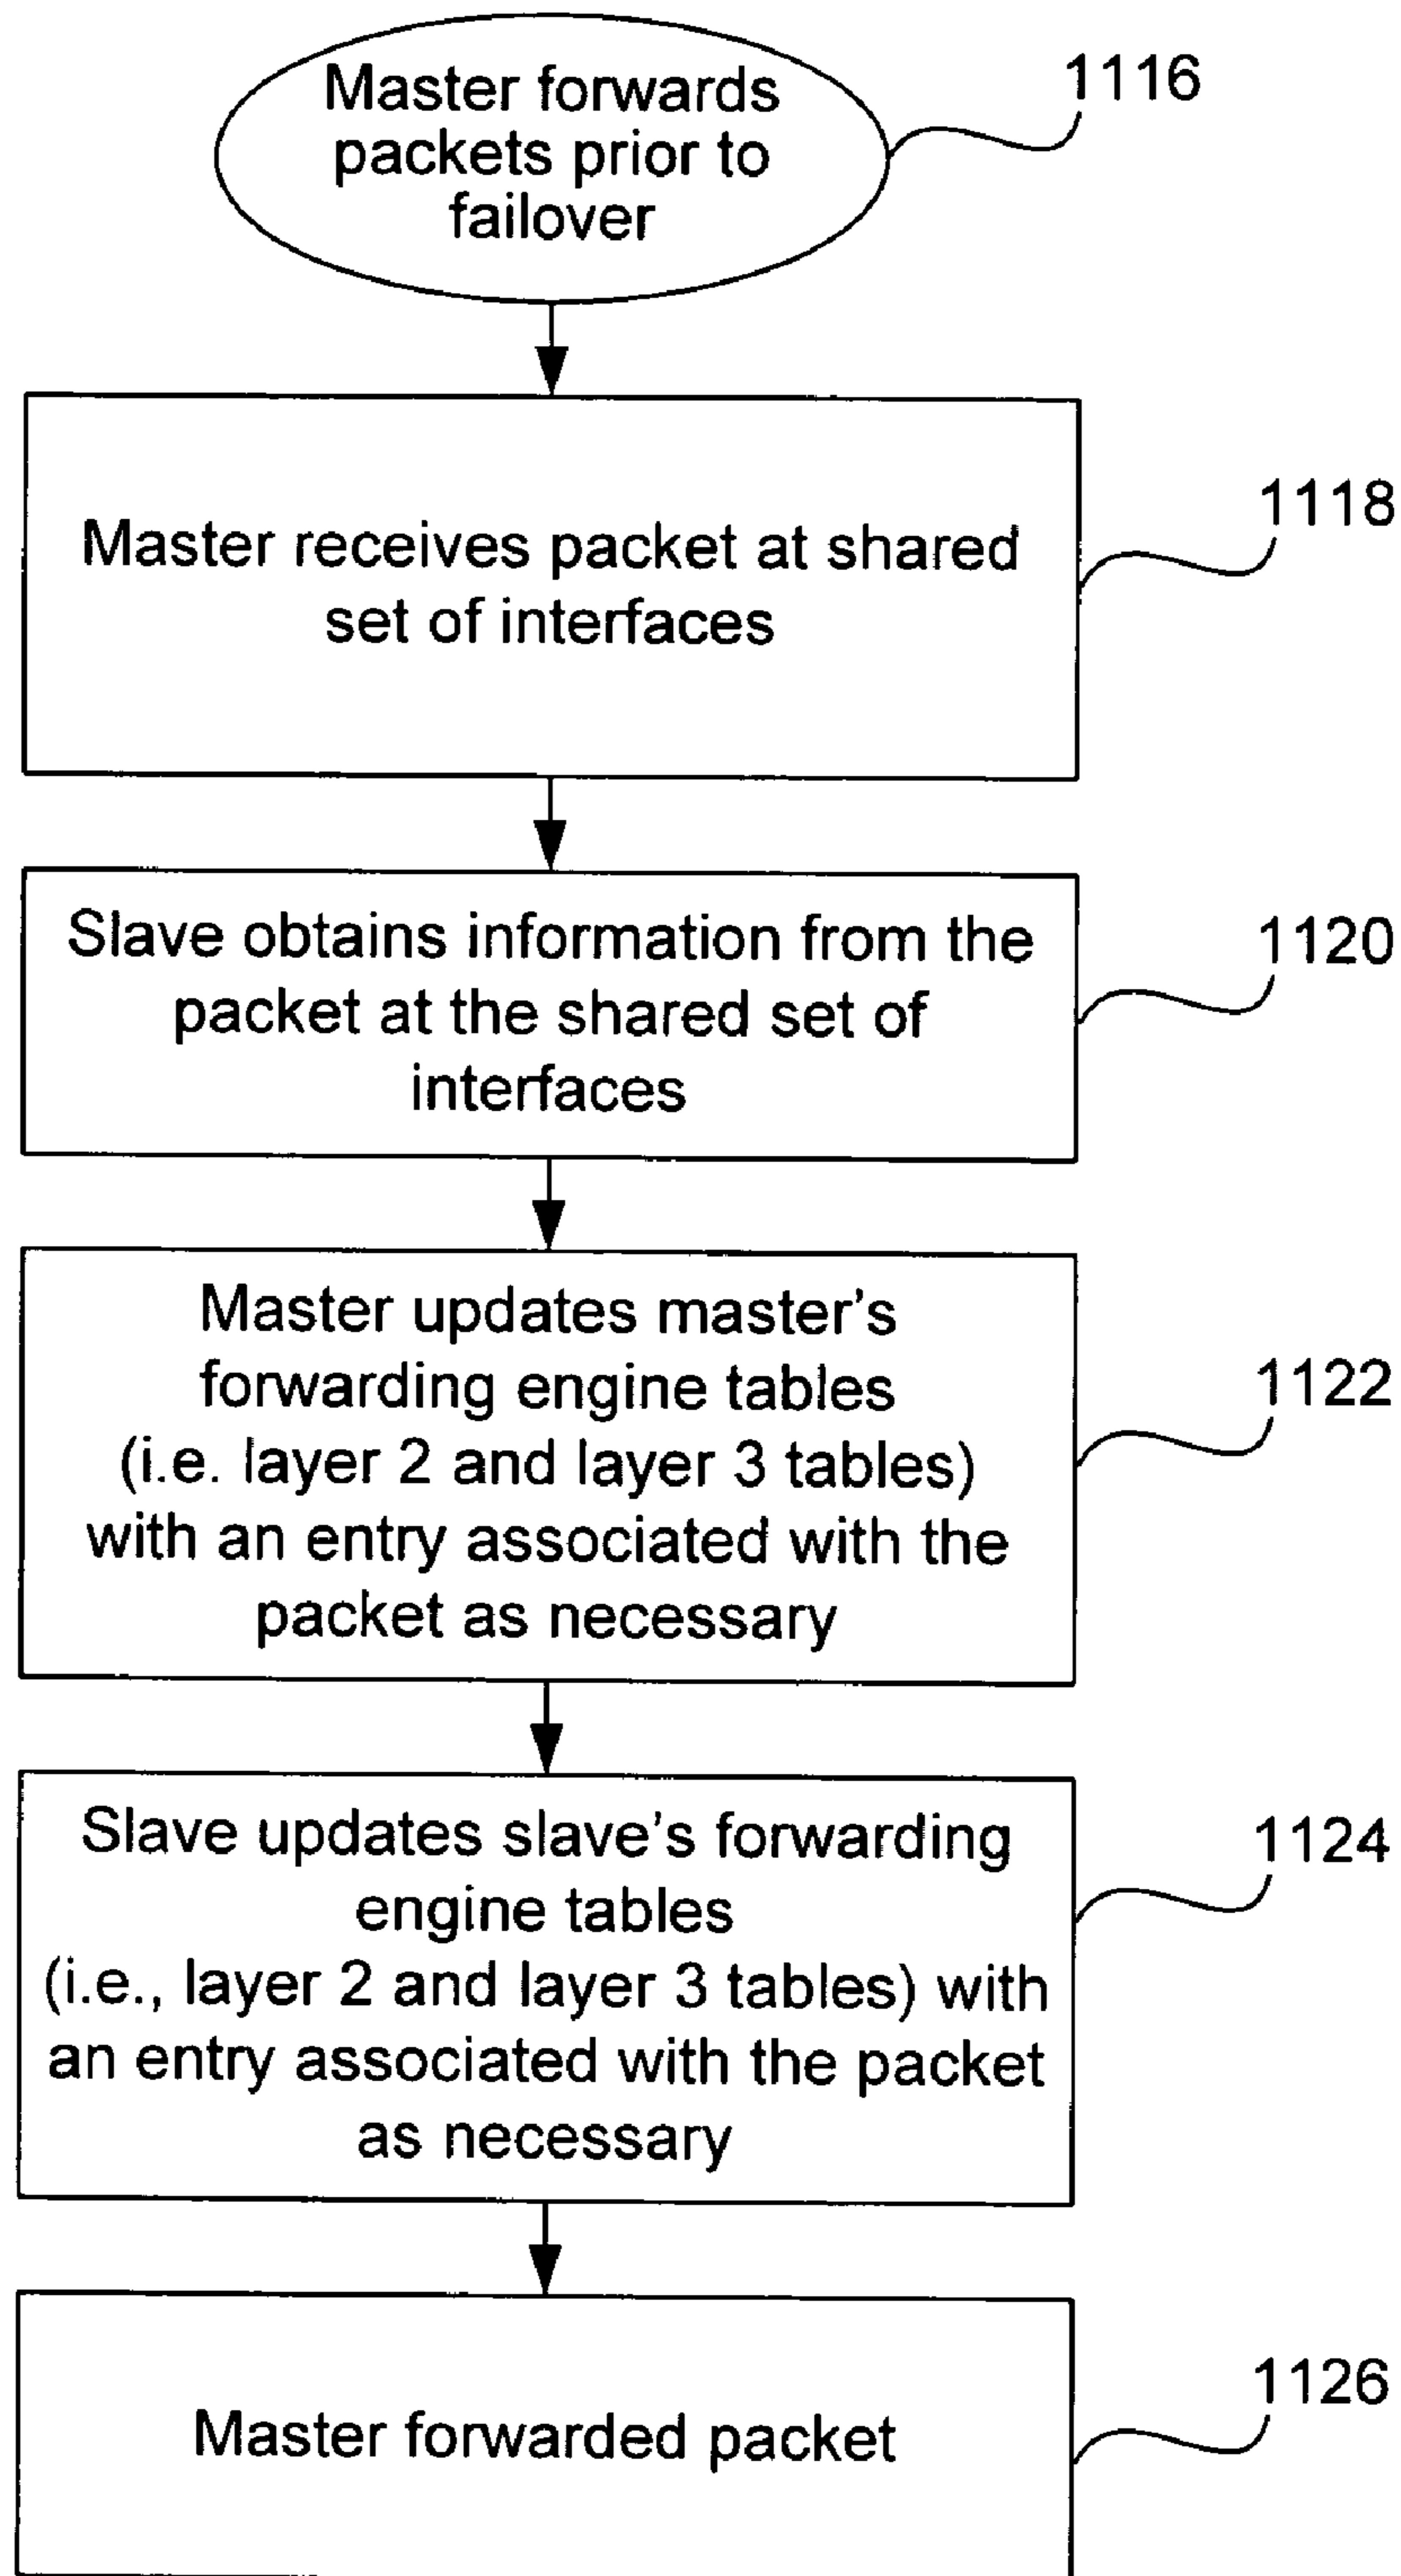 Master forwards
packets prior to
failover
1116
Master receives packet at shared
set of interfaces
1118
Slave obtains information from the
packet at the shared set of
interfaces
1120
Master updates master's
forwarding engine tables
(i.e. layer 2 and layer 3 tables)
with an entry associated with the
packet as necessary
1122
Slave updates slave's forwarding
engine tables
(i.e., layer 2 and layer 3 tables) with
an entry associated with the packet
as necessary
1124
Master forwarded packet
1126